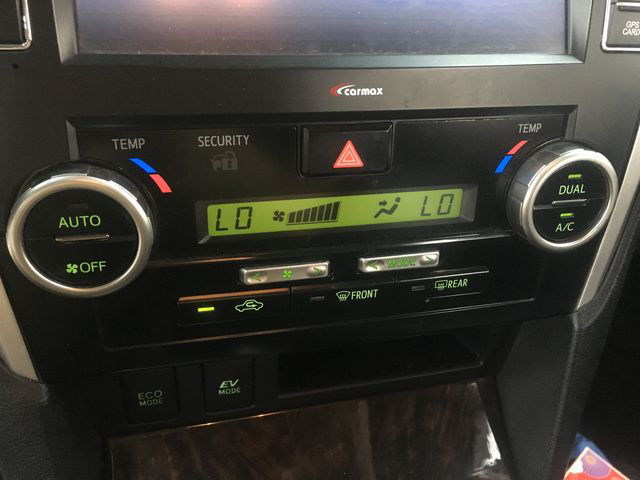 GPS
CARD
carmax
TEMP
SECURITY
TEMP
AUTO
OFF
LO
LO
DUAL
A/C
MODE
FRONT
REAR
ECO
MODE
EV
MODE